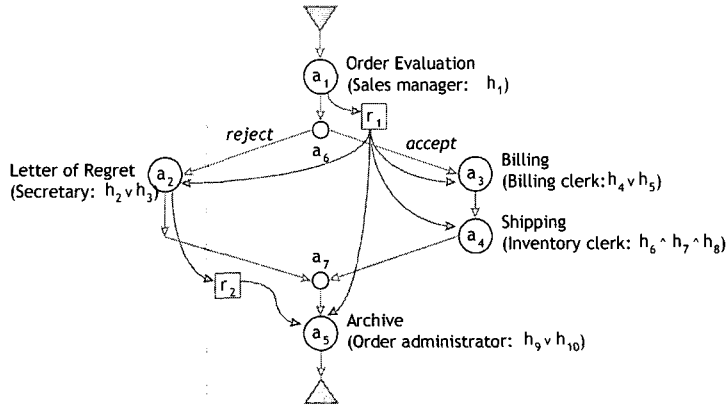 Order Evaluation
a1
(Sales manager: h1)
r1
reject
accept
a6
Letter of Regret
a2
(Secretary: h2 v h3)
Billing
a3
(Billing clerk: h4 v h5)
Shipping
a4
(Inventory clerk: h6 ^ h7 ^ h8)
a7
r2
Archive
a5
(Order administrator: h9 v h10)